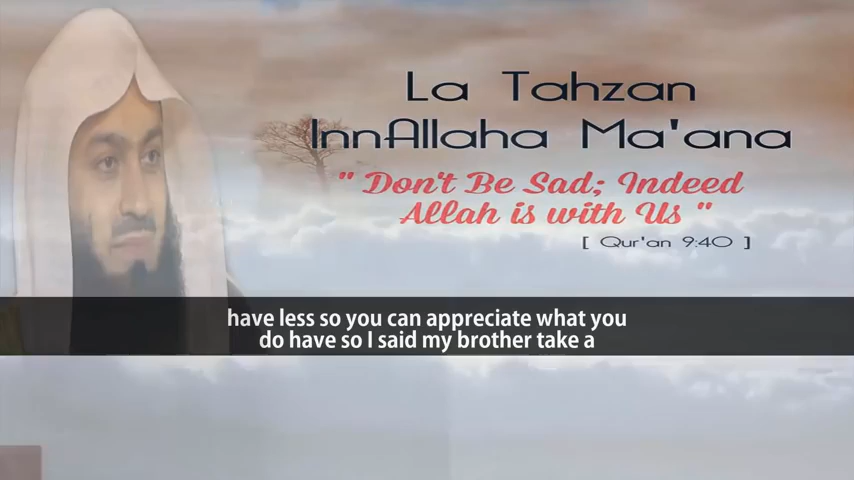 La Tahzan
InnAllaha Ma'ana
" Don't Be Sad; Indeed
Allah is with Us "
[ Qur'an 9:40 ]
have less so you can appreciate what you
do have so I said my brother take a